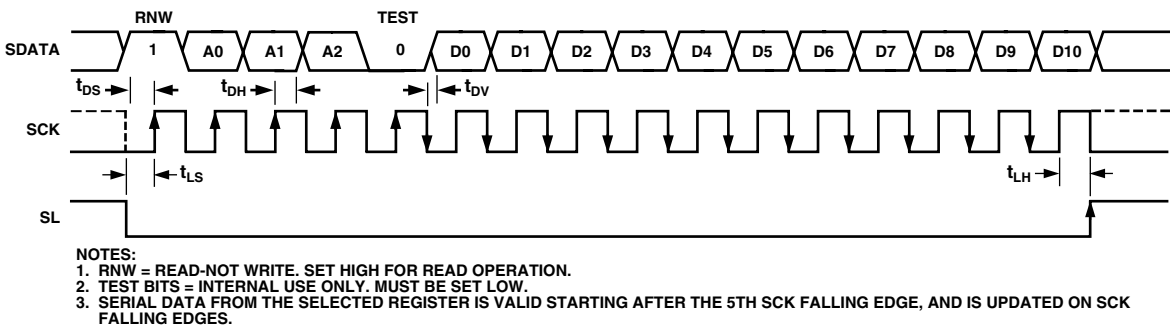 RNW TEST
SDATA 1 A0 A1 A2 0 D0 D1 D2 D3 D4 D5 D6 D7 D8 D9 D10
tDS tDH tDV
SCK
tLS tLH
SL
NOTES:
1. RNW = READ-NOT WRITE. SET HIGH FOR READ OPERATION.
2. TEST BITS = INTERNAL USE ONLY. MUST BE SET LOW.
3. SERIAL DATA FROM THE SELECTED REGISTER IS VALID STARTING AFTER THE 5TH SCK FALLING EDGE, AND IS UPDATED ON SCK
FALLING EDGES.